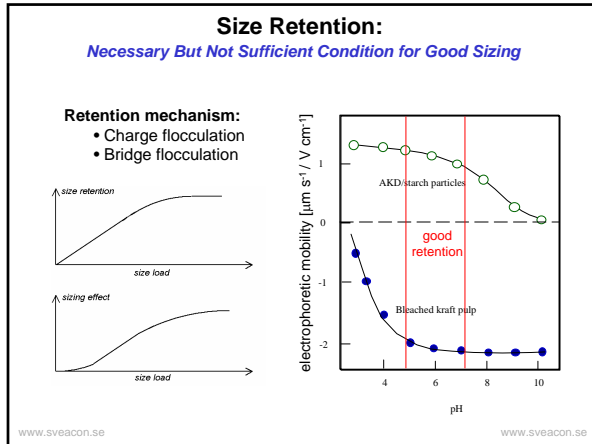 Size Retention:
Necessary But Not Sufficient Condition for Good Sizing
Retention mechanism:
• Charge flocculation
• Bridge flocculation
size retention
size load
sizing effect
size load
electrophoretic mobility [µm s⁻¹ / V cm⁻¹]
1
0
-1
-2
AKD/starch particles
good
retention
Bleached kraft pulp
4 6 8 10
pH
www.sveacon.se
www.sveacon.se